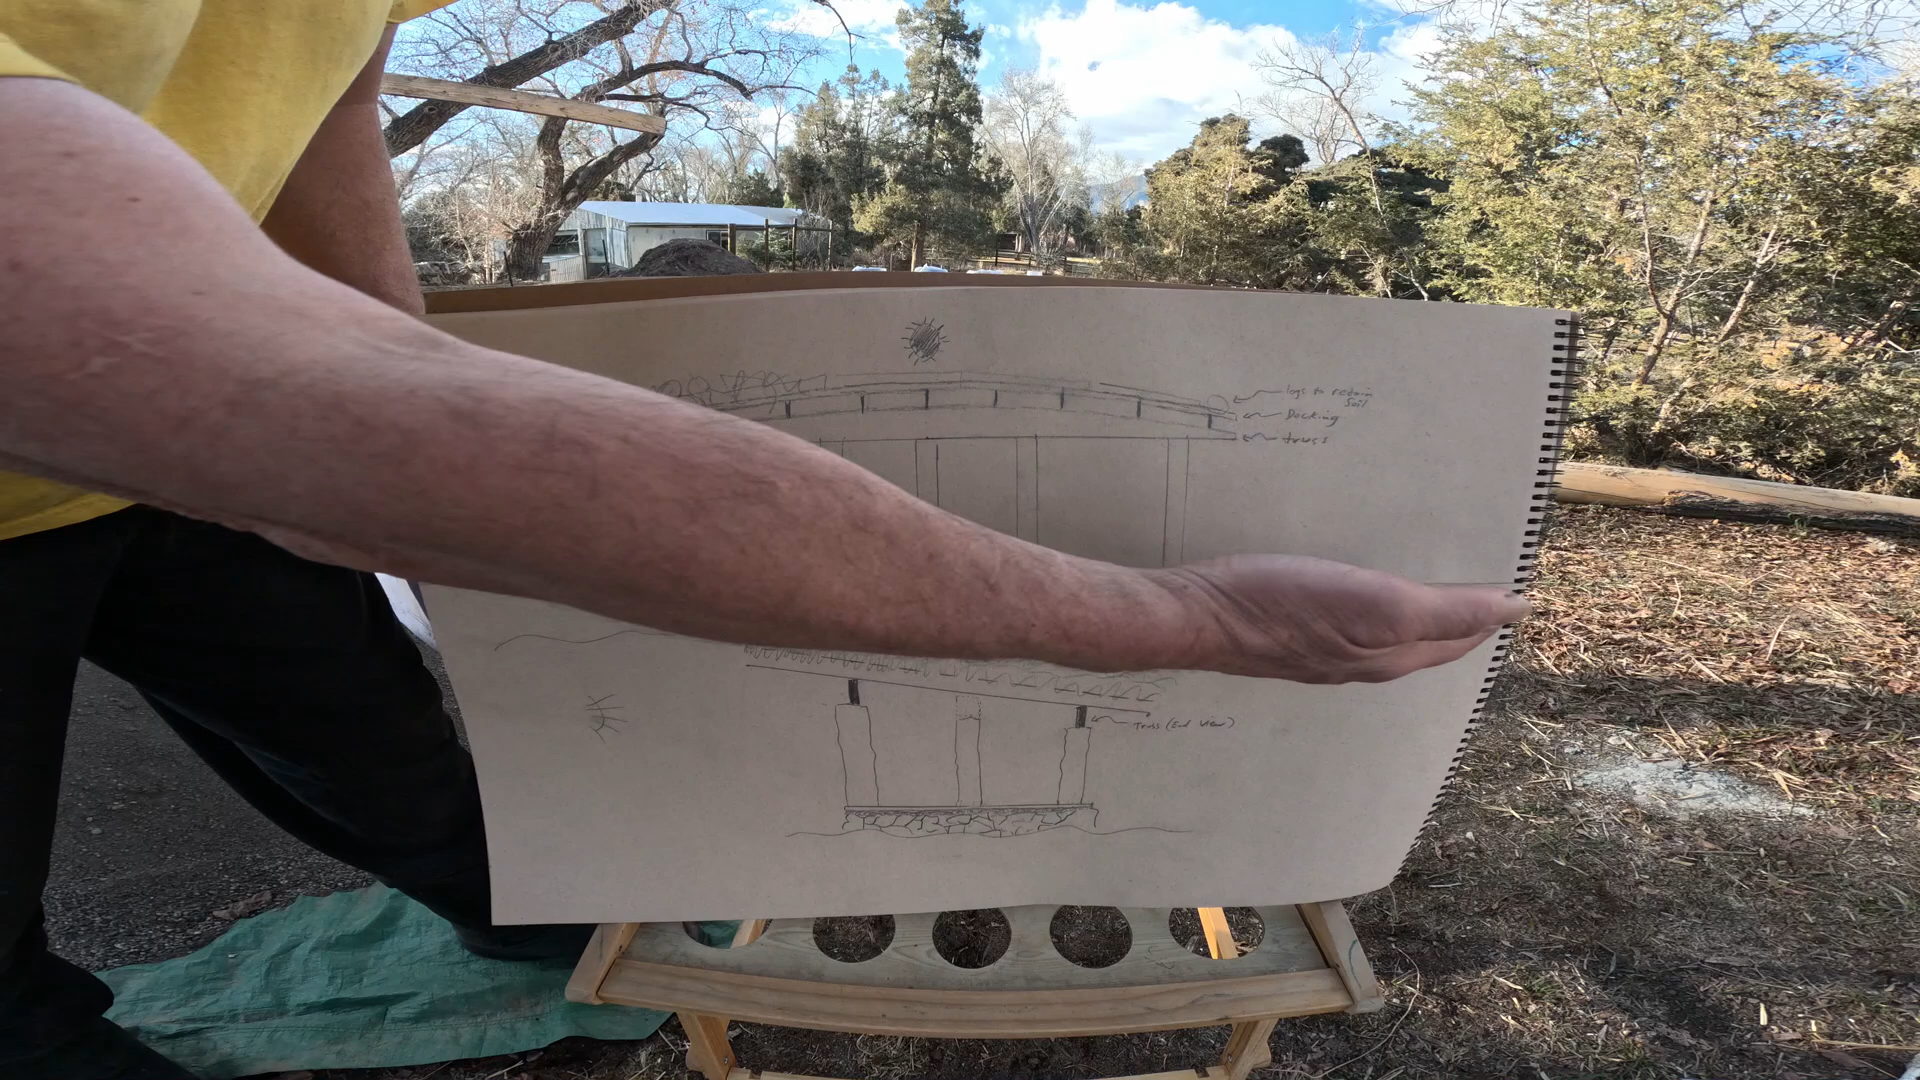 logs to retain
Soil
Decking
truss
Truss (End View)